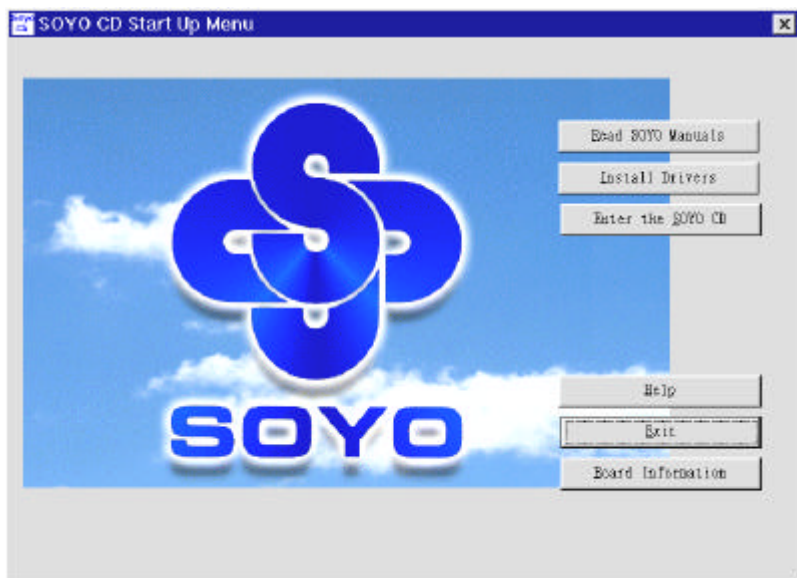 SOYO CD Start Up Menu
Read SOYO Manuals
Install Drivers
Enter the SOYO CD
SOYO
Help
Exit
Board Information